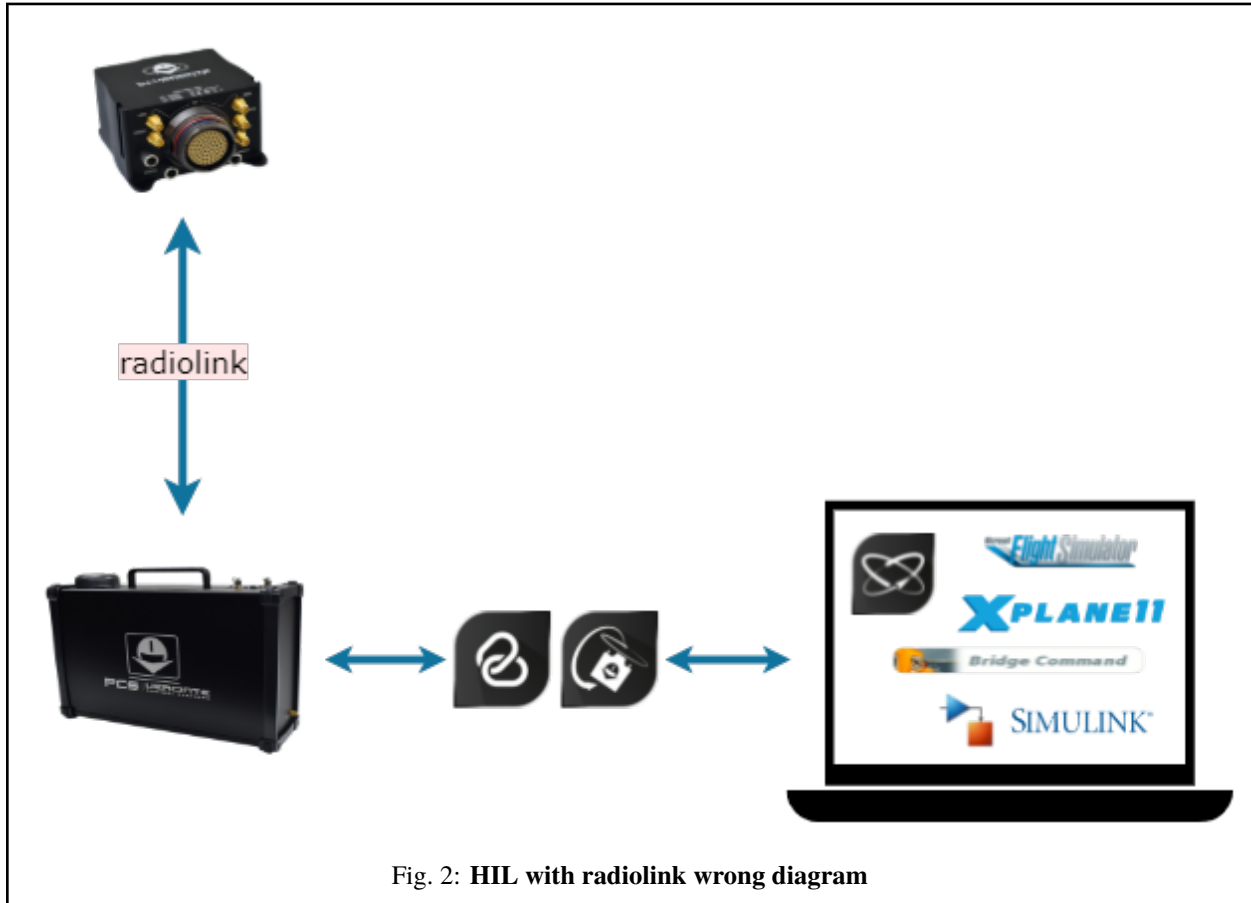 radiolink
PCS
Flight Simulator
XPLANE11
Bridge Command
SIMULINK
Fig. 2: HIL with radiolink wrong diagram